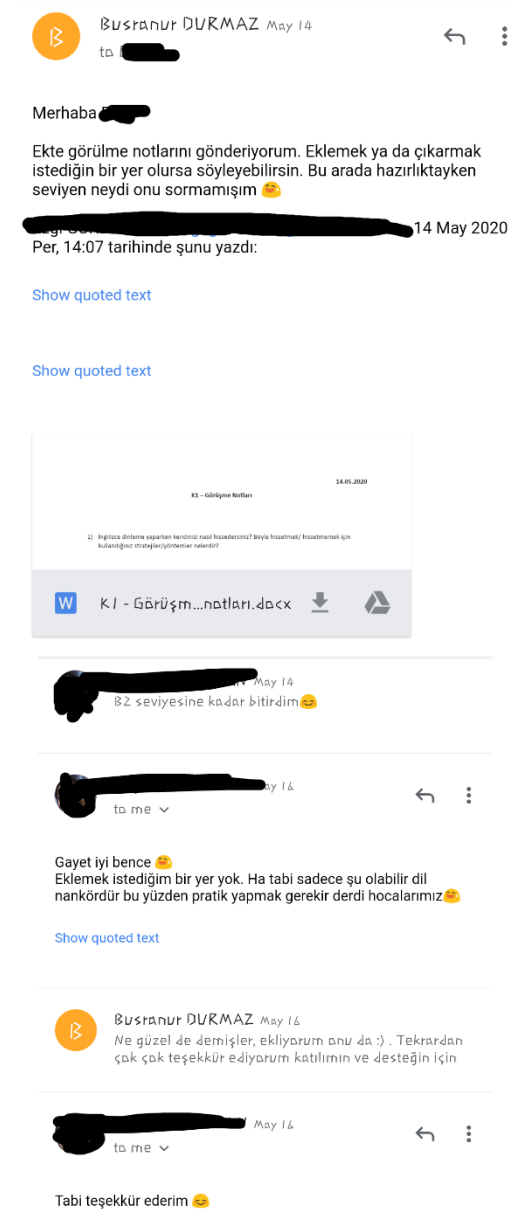 Busranur DURMAZ May 14
to
Merhaba
Ekte görülme notlarını gönderiyorum. Eklemek ya da çıkarmak
istediğin bir yer olursa söyleyebilirsin. Bu arada hazırlıktayken
seviyen neydi onu sormamışım 😄
14 May 2020
Per, 14:07 tarihinde şunu yazdı:
Show quoted text
Show quoted text
14.05.2020
K1 – Görüşme Notları
1) İngilizce dinleme yaparken kendinizi nasıl hissedersiniz? Böyle hissetmek/ hissetmemek için
kullandığınız stratejiler/yöntemler nelerdir?
W K1 - Görüşm...notları.docx
May 14
B2 seviyesine kadar bitirdim😊
May 16
to me
Gayet iyi bence 😄
Eklemek istediğim bir yer yok. Ha tabi sadece şu olabilir dil
nankördür bu yüzden pratik yapmak gerekir derdi hocalarımız😄
Show quoted text
B Busranur DURMAZ May 16
Ne güzel de demişler, ekliyorum onu da :) . Tekrardan
çok çok teşekkür ediyorum katılımın ve desteğin için
May 16
to me
Tabi teşekkür ederim 😊